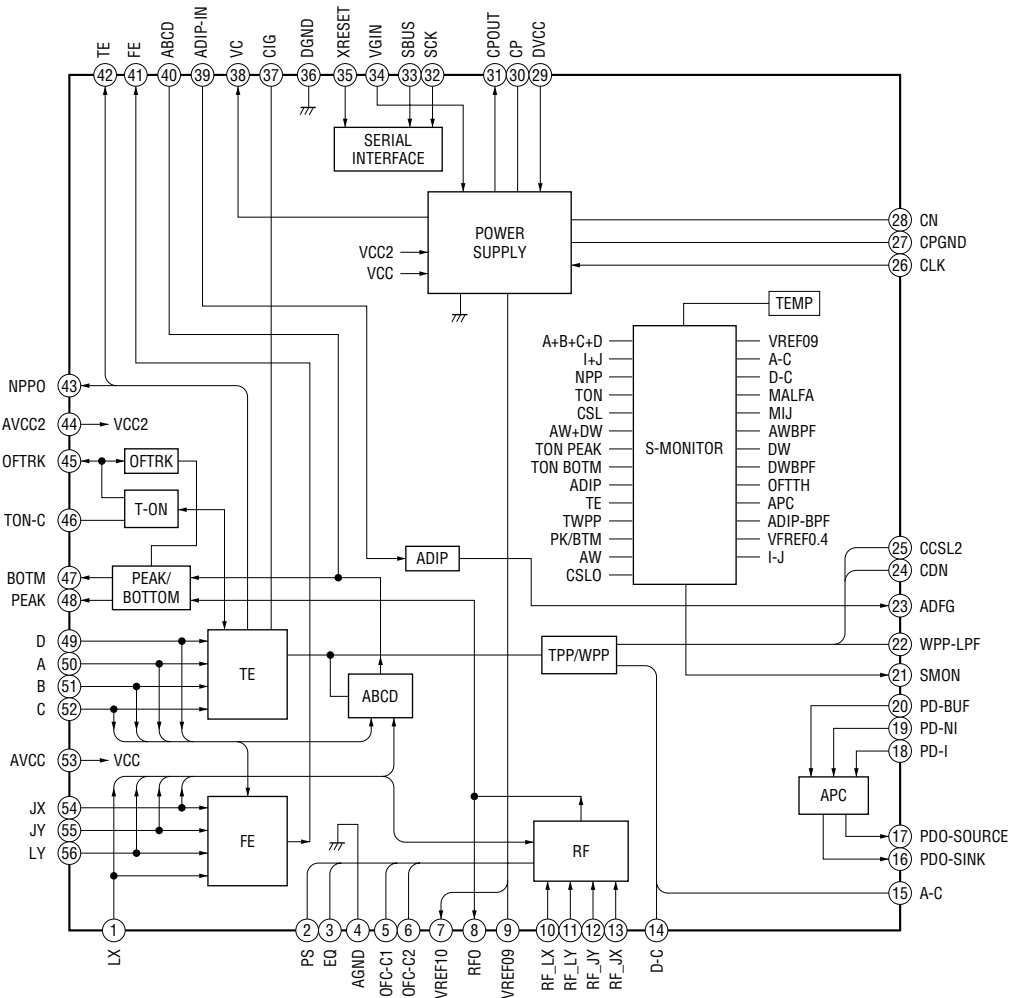 TE
FE
ABCD
ADIP-IN
VC
CIG
DGND
XRESET
VGIN
SBUS
SCK
CPOUT
CP
DVCC
42
41
40
39
38
37
36
35
34
33
32
31
30
29
SERIAL
INTERFACE
POWER
SUPPLY
VCC2
VCC
28 CN
27 CPGND
26 CLK
TEMP
A+B+C+D
I+J
NPP
TON
CSL
AW+DW
TON PEAK
TON BOTM
ADIP
TE
TWPP
PK/BTM
AW
CSLO
S-MONITOR
VREF09
A-C
D-C
MALFA
MIJ
AWBPF
DW
DWBPF
OFTTH
APC
ADIP-BPF
VFREF0.4
I-J
NPPO 43
AVCC2 44 VCC2
OFTRK 45 OFTRK
TON-C 46 T-ON
BOTM 47
PEAK 48
PEAK/
BOTTOM
ADIP
25 CCSL2
24 CDN
23 ADFG
22 WPP-LPF
21 SMON
20 PD-BUF
19 PD-NI
18 PD-I
D 49
A 50
B 51
C 52
TE
ABCD
TPP/WPP
AVCC 53 VCC
JX 54
JY 55
LY 56
FE
RF
APC
17 PDO-SOURCE
16 PDO-SINK
15 A-C
1
2
3
4
5
6
7
8
9
10
11
12
13
14
LX
PS
EQ
AGND
OFC-C1
OFC-C2
VREF10
RFO
VREF09
RF_LX
RF_LY
RF_JY
RF_JX
D-C